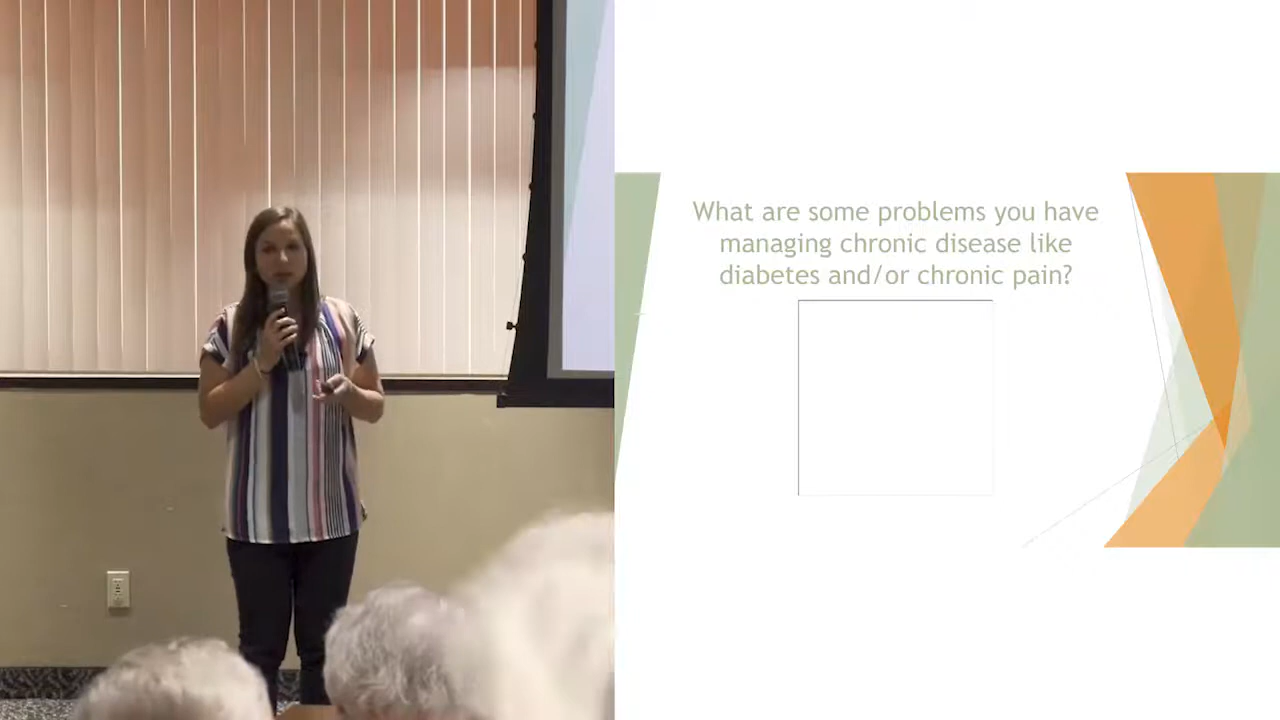 What are some problems you have
managing chronic disease like
diabetes and/or chronic pain?